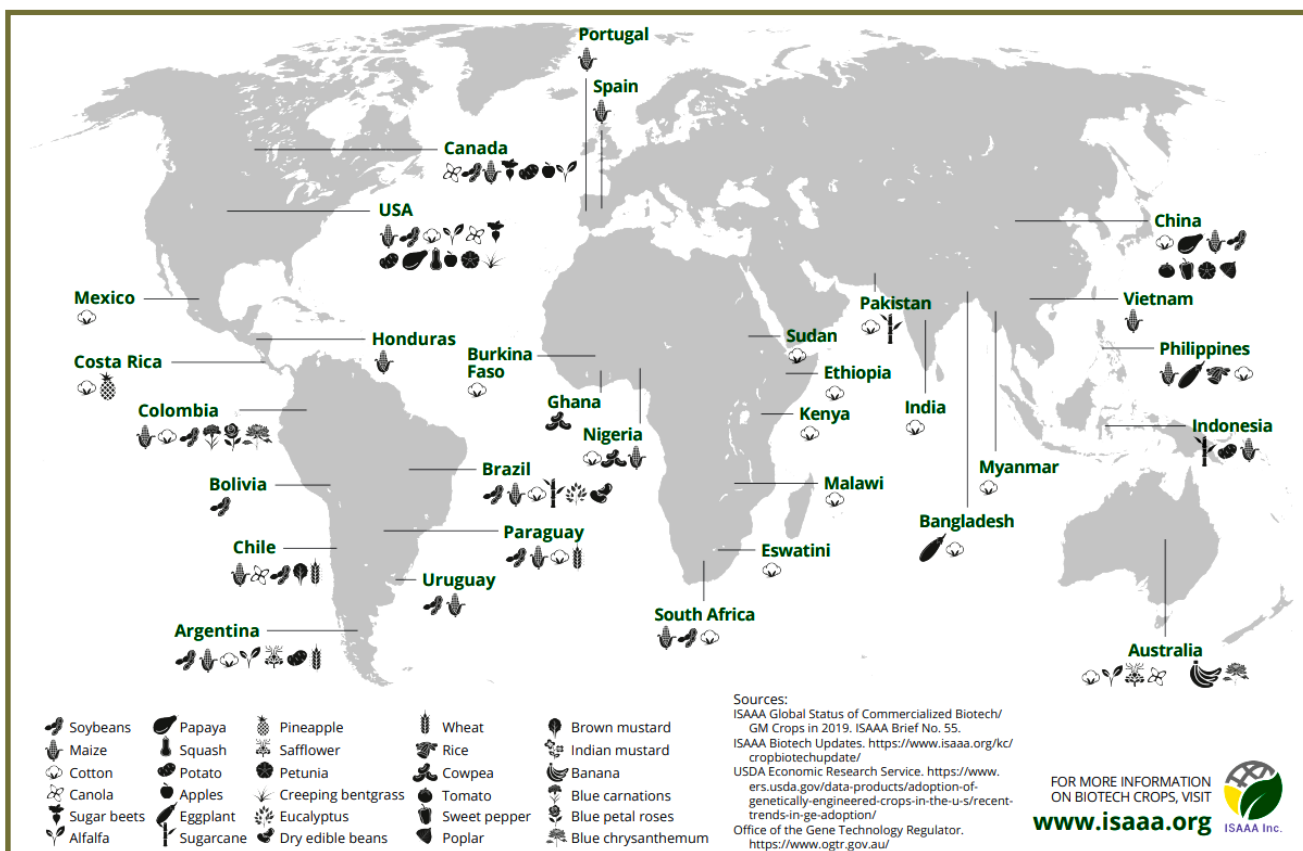 Portugal
Spain
Canada
USA
China
Mexico
Pakistan
Vietnam
Honduras
Sudan
Philippines
Costa Rica
Burkina
Faso
Ethiopia
Ghana
Kenya
India
Colombia
Nigeria
Indonesia
Brazil
Myanmar
Bolivia
Malawi
Bangladesh
Paraguay
Chile
Eswatini
Uruguay
South Africa
Argentina
Australia
Soybeans
Maize
Cotton
Canola
Sugar beets
Alfalfa
Papaya
Squash
Potato
Apples
Eggplant
Sugarcane
Pineapple
Safflower
Petunia
Creeping bentgrass
Eucalyptus
Dry edible beans
Wheat
Rice
Cowpea
Tomato
Sweet pepper
Poplar
Brown mustard
Indian mustard
Banana
Blue carnations
Blue petal roses
Blue chrysanthemum
Sources:
ISAAA Global Status of Commercialized Biotech/
GM Crops in 2019. ISAAA Brief No. 55.
ISAAA Biotech Updates. https://www.isaaa.org/kc/
cropbiotechupdate/
USDA Economic Research Service. https://www.
ers.usda.gov/data-products/adoption-of-
genetically-engineered-crops-in-the-u-s/recent-
trends-in-ge-adoption/
Office of the Gene Technology Regulator.
https://www.ogtr.gov.au/
FOR MORE INFORMATION
ON BIOTECH CROPS, VISIT
www.isaaa.org
ISAAA Inc.